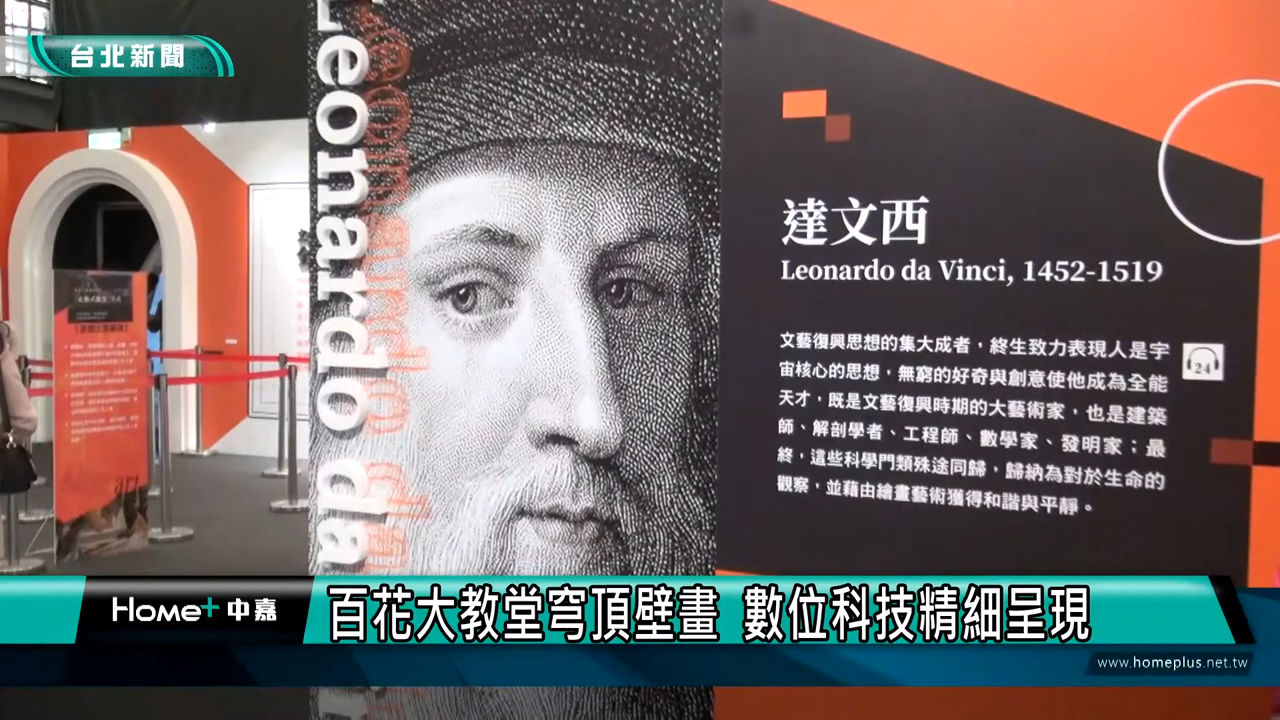 台北新聞
Leonardo da
Leonardo da
達文西
Leonardo da Vinci, 1452-1519
文藝復興思想的集大成者，終生致力表現人是宇
宙核心的思想，無窮的好奇與創意使他成為全能
天才，既是文藝復興時期的大藝術家，也是建築
師、解剖學者、工程師、數學家、發明家；最
終，這些科學門類殊途同歸，歸納為對於生命的
觀察，並藉由繪畫藝術獲得和諧與平靜。
24
Home+ 中嘉
百花大教堂穹頂壁畫 數位科技精細呈現
www.homeplus.net.tw